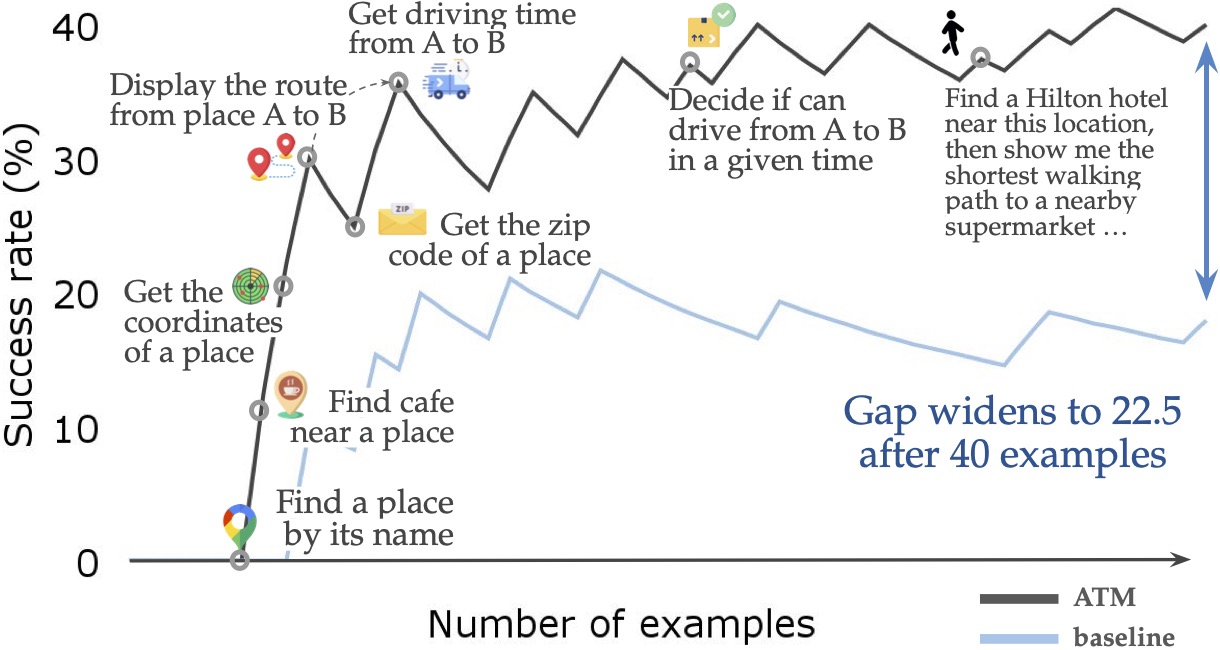 Get driving time
from A to B
Display the route
from place A to B
Decide if can
drive from A to B
in a given time
Find a Hilton hotel
near this location,
then show me the
shortest walking
path to a nearby
supermarket …
ZIP
Get the zip
code of a place
Get the
coordinates
of a place
Find cafe
near a place
Find a place
by its name
Gap widens to 22.5
after 40 examples
Success rate (%)
40
30
20
10
0
Number of examples
ATM
baseline